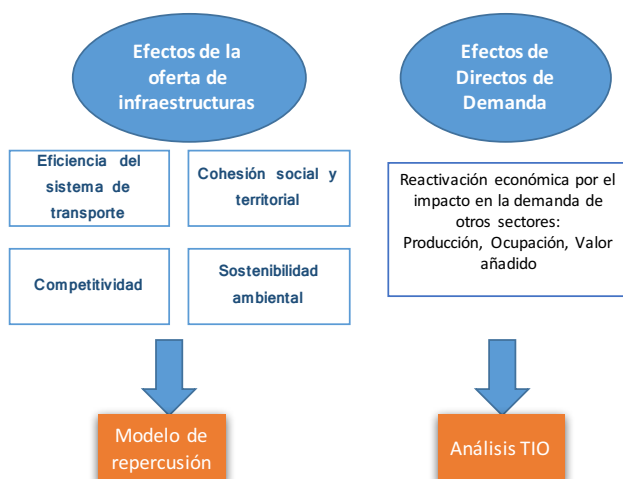 Efectos de la
oferta de
infraestructuras
Efectos de
Directos de
Demanda
Eficiencia del
sistema de
transporte
Cohesión social y
territorial
Competitividad
Sostenibilidad
ambiental
Reactivación económica por el
impacto en la demanda de
otros sectores:
Producción, Ocupación, Valor
añadido
Modelo de
repercusión
Análisis TIO